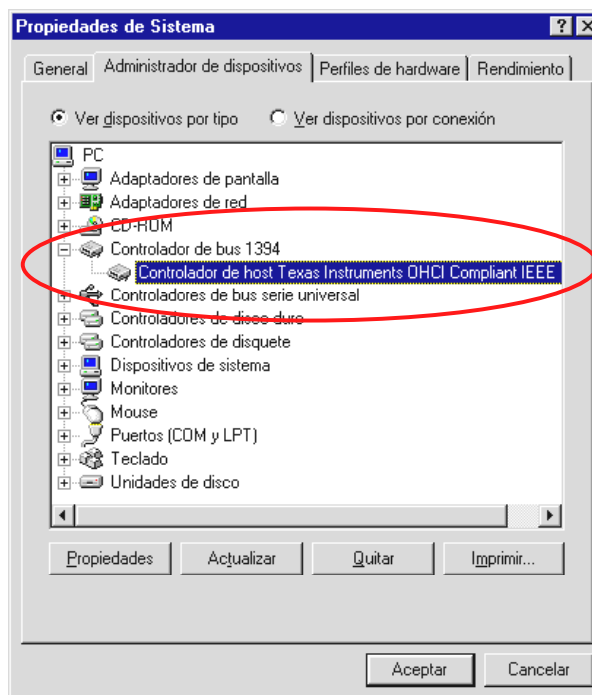 Propiedades de Sistema
General Administrador de dispositivos Perfiles de hardware Rendimiento
Ver dispositivos por tipo Ver dispositivos por conexión
PC
Adaptadores de pantalla
Adaptadores de red
CD-ROM
Controlador de bus 1394
Controlador de host Texas Instruments OHCI Compliant IEEE
Controladores de bus serie universal
Controladores de disco duro
Controladores de disquete
Dispositivos de sistema
Monitores
Mouse
Puertos (COM y LPT)
Teclado
Unidades de disco
Propiedades Actualizar Quitar Imprimir...
Aceptar Cancelar